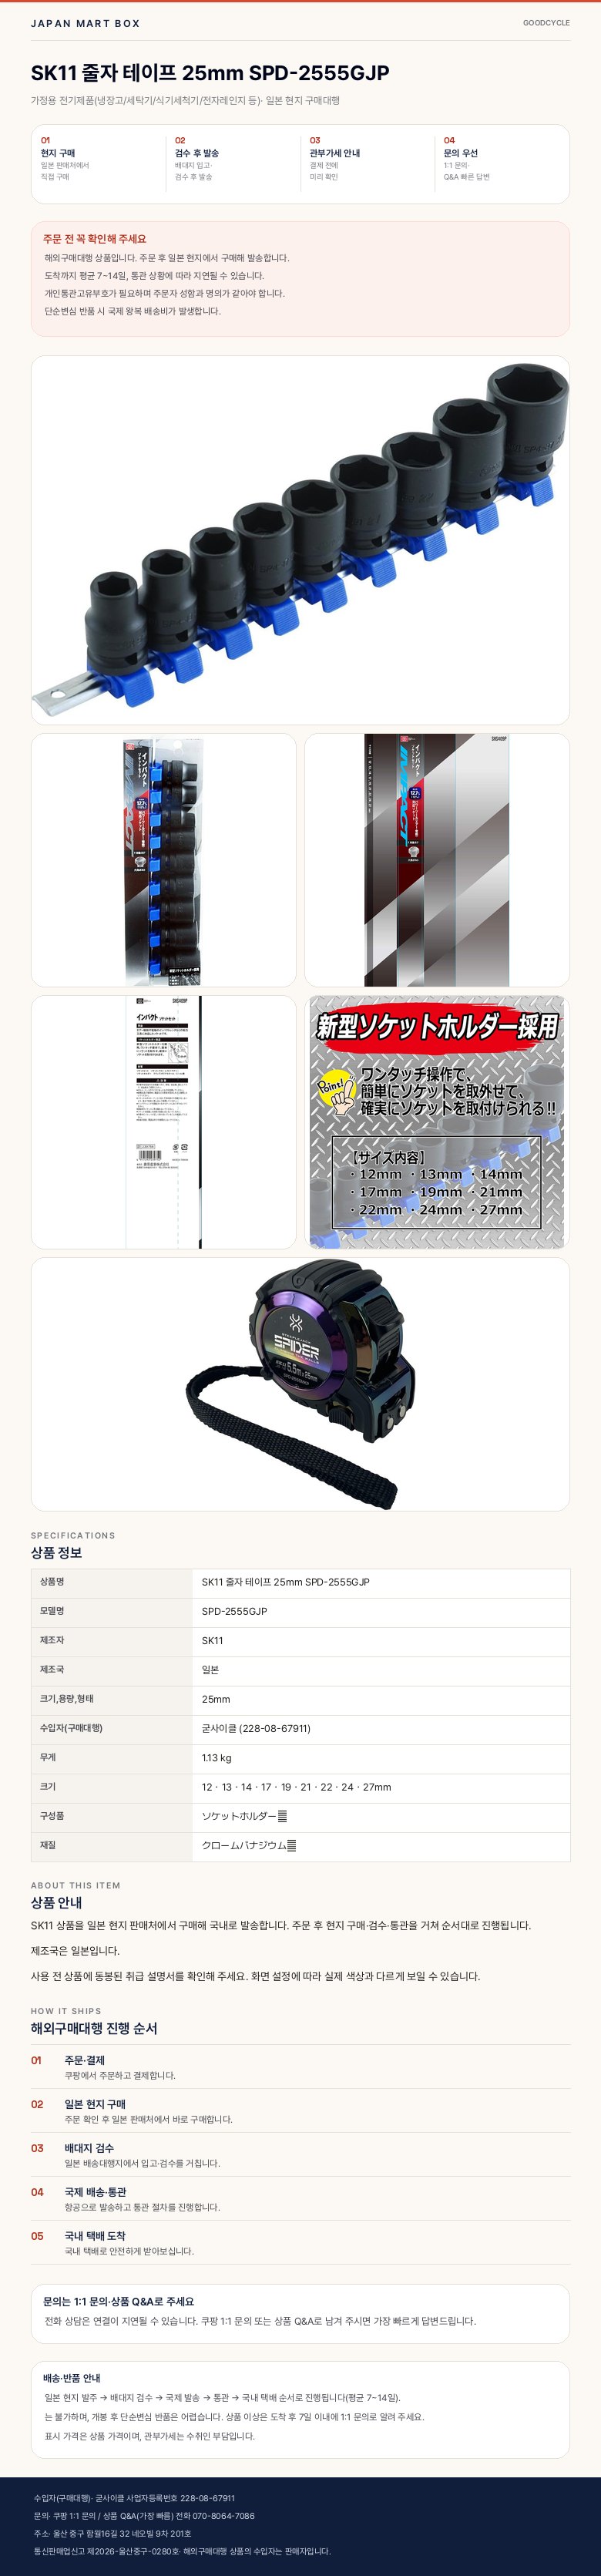 JAPAN MART BOX
GOODCYCLE
SK11 줄자 테이프 25mm SPD-2555GJP
가정용 전기제품(냉장고/세탁기/식기세척기/전자레인지 등)· 일본 현지 구매대행
01
현지 구매
일본 판매처에서
직접 구매
02
검수 후 발송
배대지 입고·
검수 후 발송
03
관부가세 안내
결제 전에
미리 확인
04
문의 우선
1:1 문의·
Q&A 빠른 답변
주문 전 꼭 확인해 주세요
해외구매대행 상품입니다. 주문 후 일본 현지에서 구매해 발송합니다.
도착까지 평균 7~14일, 통관 상황에 따라 지연될 수 있습니다.
개인통관고유부호가 필요하며 주문자 성함과 명의가 같아야 합니다.
단순변심 반품 시 국제 왕복 배송비가 발생합니다.
インパクト
IMPACT
インパクト
IMPACT
SIS409P
SIS409P
インパクト
ソケットセット
新型ソケットホルダー採用
Point!
ワンタッチ操作で、
簡単にソケットを取外せて、
確実にソケットを取付けられる!!
【サイズ内容】
・12mm ・13mm ・14mm
・17mm ・19mm ・21mm
・22mm ・24mm ・27mm
SPIDER
5.5m×25mm
SPECIFICATIONS
상품 정보
상품명 SK11 줄자 테이프 25mm SPD-2555GJP
모델명 SPD-2555GJP
제조자 SK11
제조국 일본
크기,용량,형태 25mm
수입자(구매대행) 굳사이클 (228-08-67911)
무게 1.13 kg
크기 12 · 13 · 14 · 17 · 19 · 21 · 22 · 24 · 27mm
구성품 ソケットホルダー
재질 クロームバナジウム
ABOUT THIS ITEM
상품 안내
SK11 상품을 일본 현지 판매처에서 구매해 국내로 발송합니다. 주문 후 현지 구매·검수·통관을 거쳐 순서대로 진행됩니다.
제조국은 일본입니다.
사용 전 상품에 동봉된 취급 설명서를 확인해 주세요. 화면 설정에 따라 실제 색상과 다르게 보일 수 있습니다.
HOW IT SHIPS
해외구매대행 진행 순서
01 주문·결제
쿠팡에서 주문하고 결제합니다.
02 일본 현지 구매
주문 확인 후 일본 판매처에서 바로 구매합니다.
03 배대지 검수
일본 배송대행지에서 입고·검수를 거칩니다.
04 국제 배송·통관
항공으로 발송하고 통관 절차를 진행합니다.
05 국내 택배 도착
국내 택배로 안전하게 받아보십니다.
문의는 1:1 문의·상품 Q&A로 주세요
전화 상담은 연결이 지연될 수 있습니다. 쿠팡 1:1 문의 또는 상품 Q&A로 남겨 주시면 가장 빠르게 답변드립니다.
배송·반품 안내
일본 현지 발주 → 배대지 검수 → 국제 발송 → 통관 → 국내 택배 순서로 진행됩니다(평균 7~14일).
는 불가하며, 개봉 후 단순변심 반품은 어렵습니다. 상품 이상은 도착 후 7일 이내에 1:1 문의로 알려 주세요.
표시 가격은 상품 가격이며, 관부가세는 수취인 부담입니다.
수입자(구매대행)· 굳사이클 사업자등록번호 228-08-67911
문의· 쿠팡 1:1 문의 / 상품 Q&A(가장 빠름) 전화 070-8064-7086
주소· 울산 중구 함월16길 32 네오빌 9차 201호
통신판매업신고 제2026-울산중구-0280호· 해외구매대행 상품의 수입자는 판매자입니다.